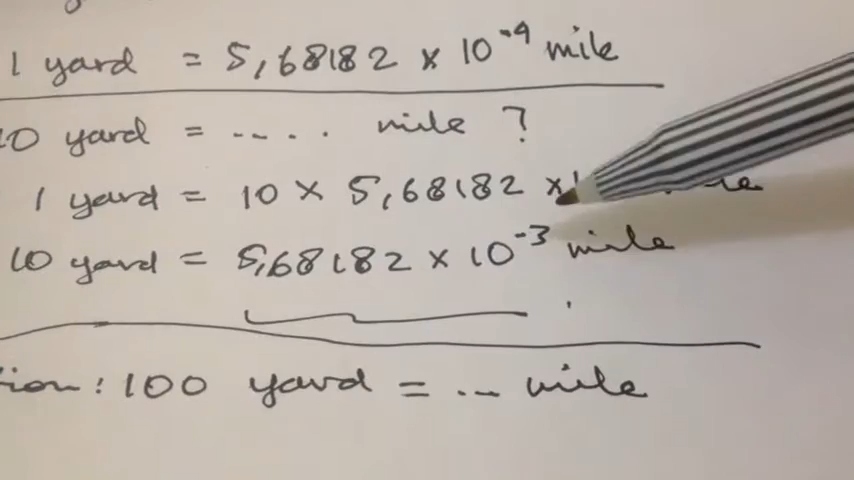 1 yard = 5,68182 × 10⁻⁴ mile
10 yard = .... mile ?
1 yard = 10 × 5,68182 ×
10 yard = 5,68182 × 10⁻³ mile
: 100 yard = ... mile